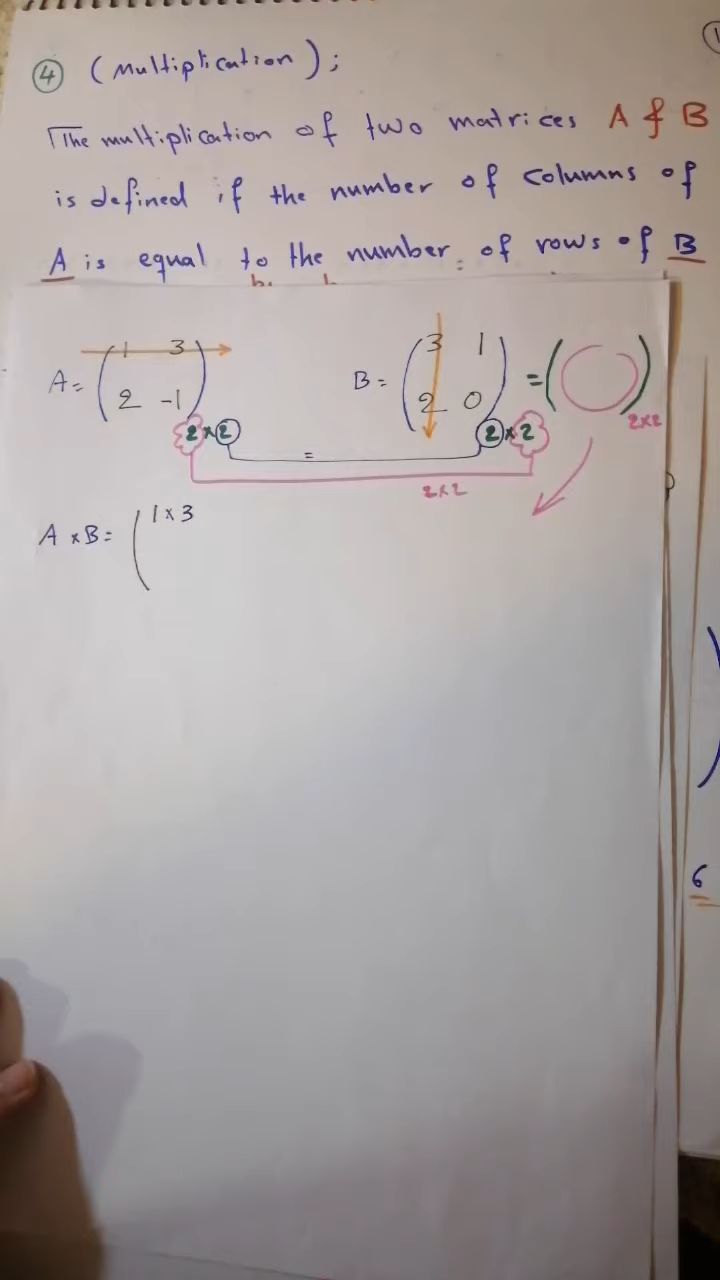 ④ (Multiplication);
The multiplication of two matrices A & B
is defined if the number of columns of
A is equal to the number of rows of B
A = ( 1 3 B = ( 3 1 ) = ( )
2 -1 ) 2 0
2×2 = 2×2 2×2
2×2
A × B = ( 1 × 3
6